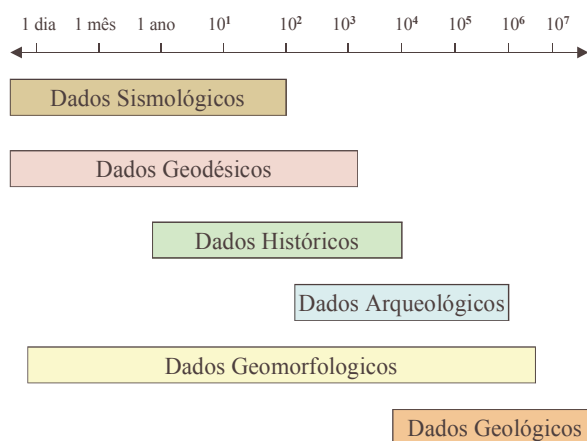 1 dia 1 mês 1 ano 10¹ 10² 10³ 10⁴ 10⁵ 10⁶ 10⁷
Dados Sismológicos
Dados Geodésicos
Dados Históricos
Dados Arqueológicos
Dados Geomorfologicos
Dados Geológicos